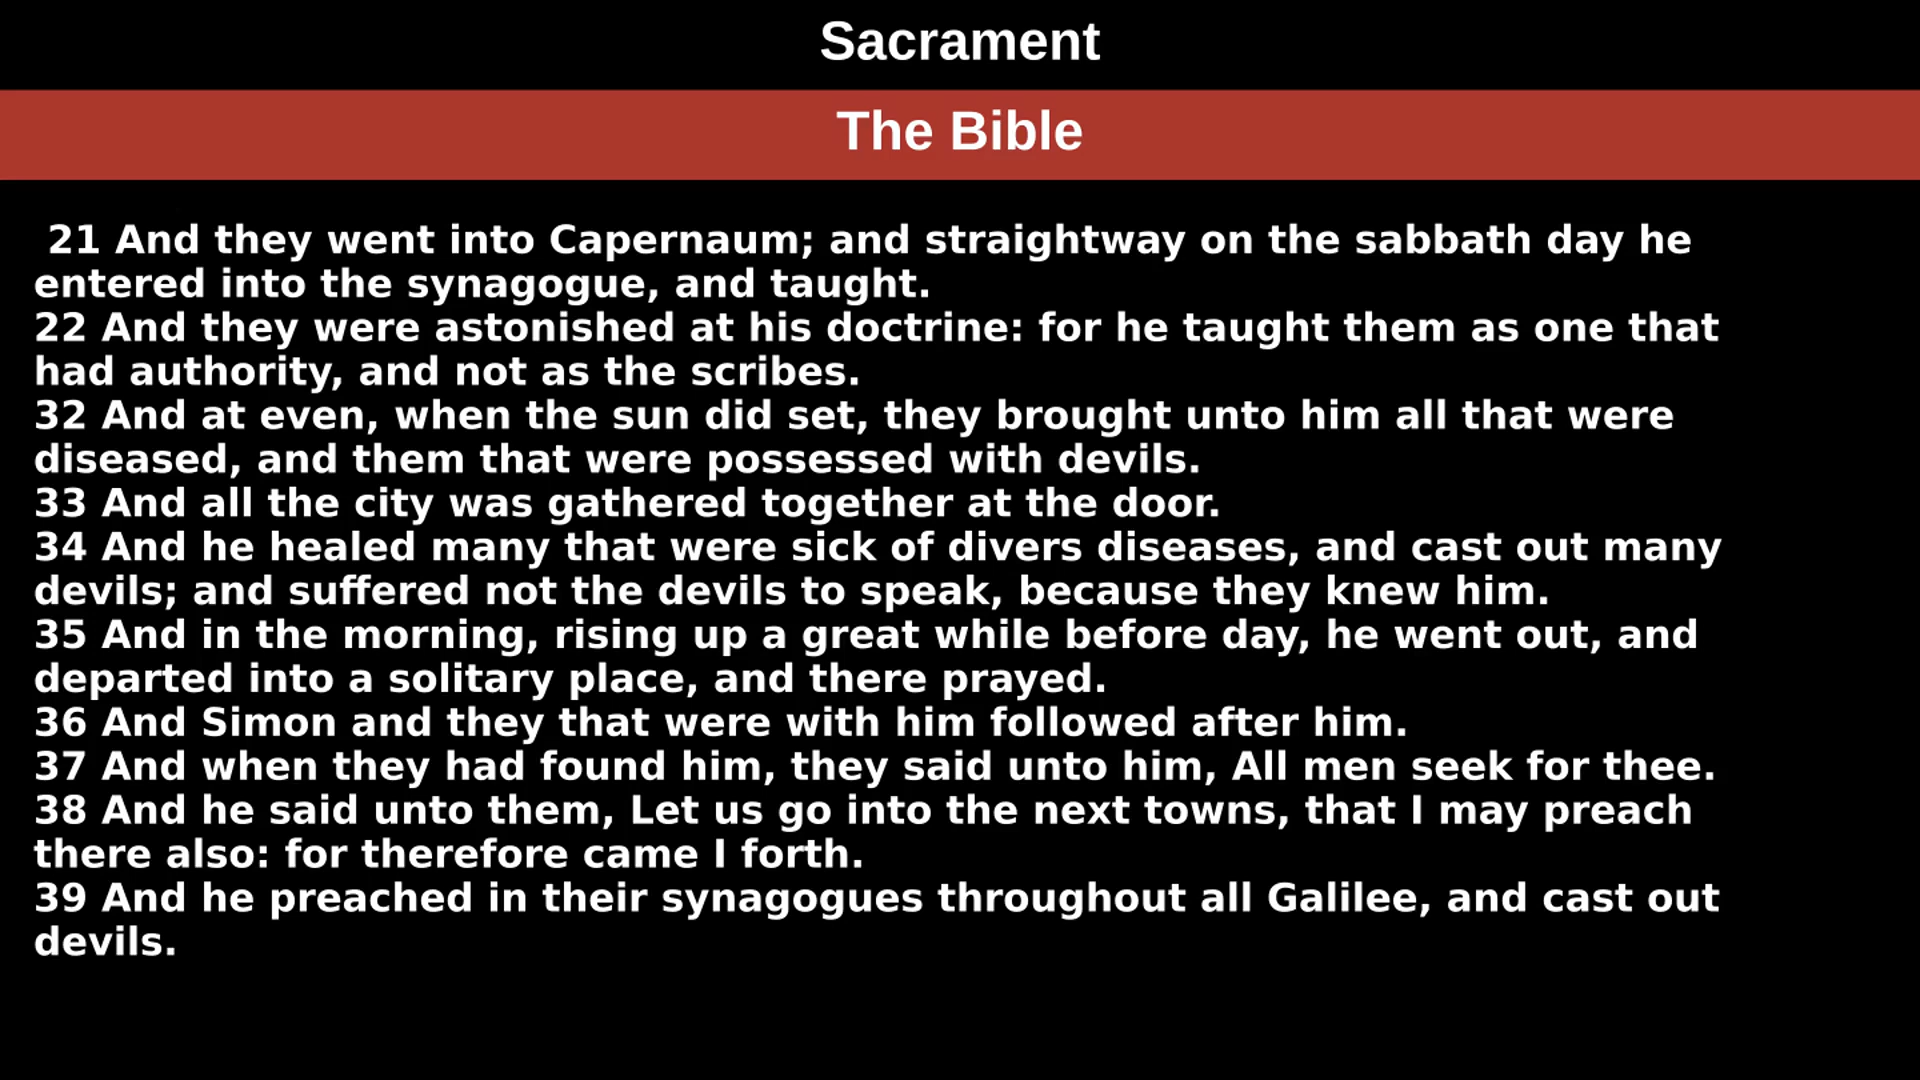 Sacrament
The Bible
21 And they went into Capernaum; and straightway on the sabbath day he
entered into the synagogue, and taught.
22 And they were astonished at his doctrine: for he taught them as one that
had authority, and not as the scribes.
32 And at even, when the sun did set, they brought unto him all that were
diseased, and them that were possessed with devils.
33 And all the city was gathered together at the door.
34 And he healed many that were sick of divers diseases, and cast out many
devils; and suffered not the devils to speak, because they knew him.
35 And in the morning, rising up a great while before day, he went out, and
departed into a solitary place, and there prayed.
36 And Simon and they that were with him followed after him.
37 And when they had found him, they said unto him, All men seek for thee.
38 And he said unto them, Let us go into the next towns, that I may preach
there also: for therefore came I forth.
39 And he preached in their synagogues throughout all Galilee, and cast out
devils.